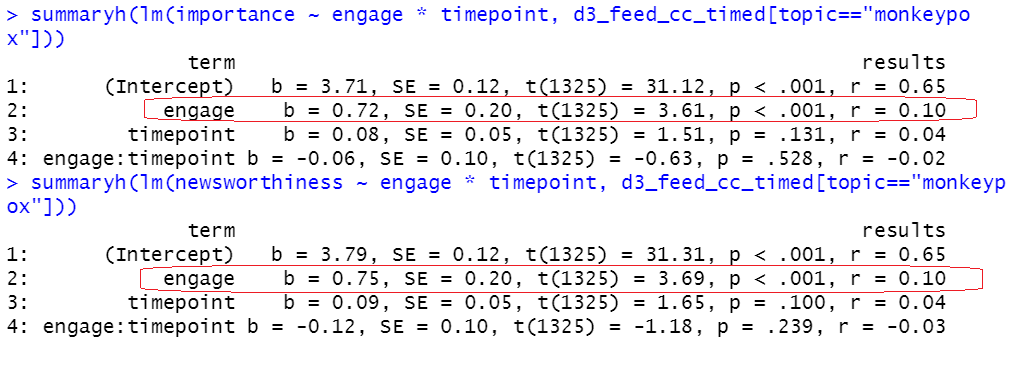 > summaryh(lm(importance ~ engage * timepoint, d3_feed_cc_timed[topic=="monkeypo
x"]))
term results
1: (Intercept) b = 3.71, SE = 0.12, t(1325) = 31.12, p < .001, r = 0.65
2: engage b = 0.72, SE = 0.20, t(1325) = 3.61, p < .001, r = 0.10
3: timepoint b = 0.08, SE = 0.05, t(1325) = 1.51, p = .131, r = 0.04
4: engage:timepoint b = -0.06, SE = 0.10, t(1325) = -0.63, p = .528, r = -0.02
> summaryh(lm(newsworthiness ~ engage * timepoint, d3_feed_cc_timed[topic=="monkeyp
ox"]))
term results
1: (Intercept) b = 3.79, SE = 0.12, t(1325) = 31.31, p < .001, r = 0.65
2: engage b = 0.75, SE = 0.20, t(1325) = 3.69, p < .001, r = 0.10
3: timepoint b = 0.09, SE = 0.05, t(1325) = 1.65, p = .100, r = 0.04
4: engage:timepoint b = -0.12, SE = 0.10, t(1325) = -1.18, p = .239, r = -0.03